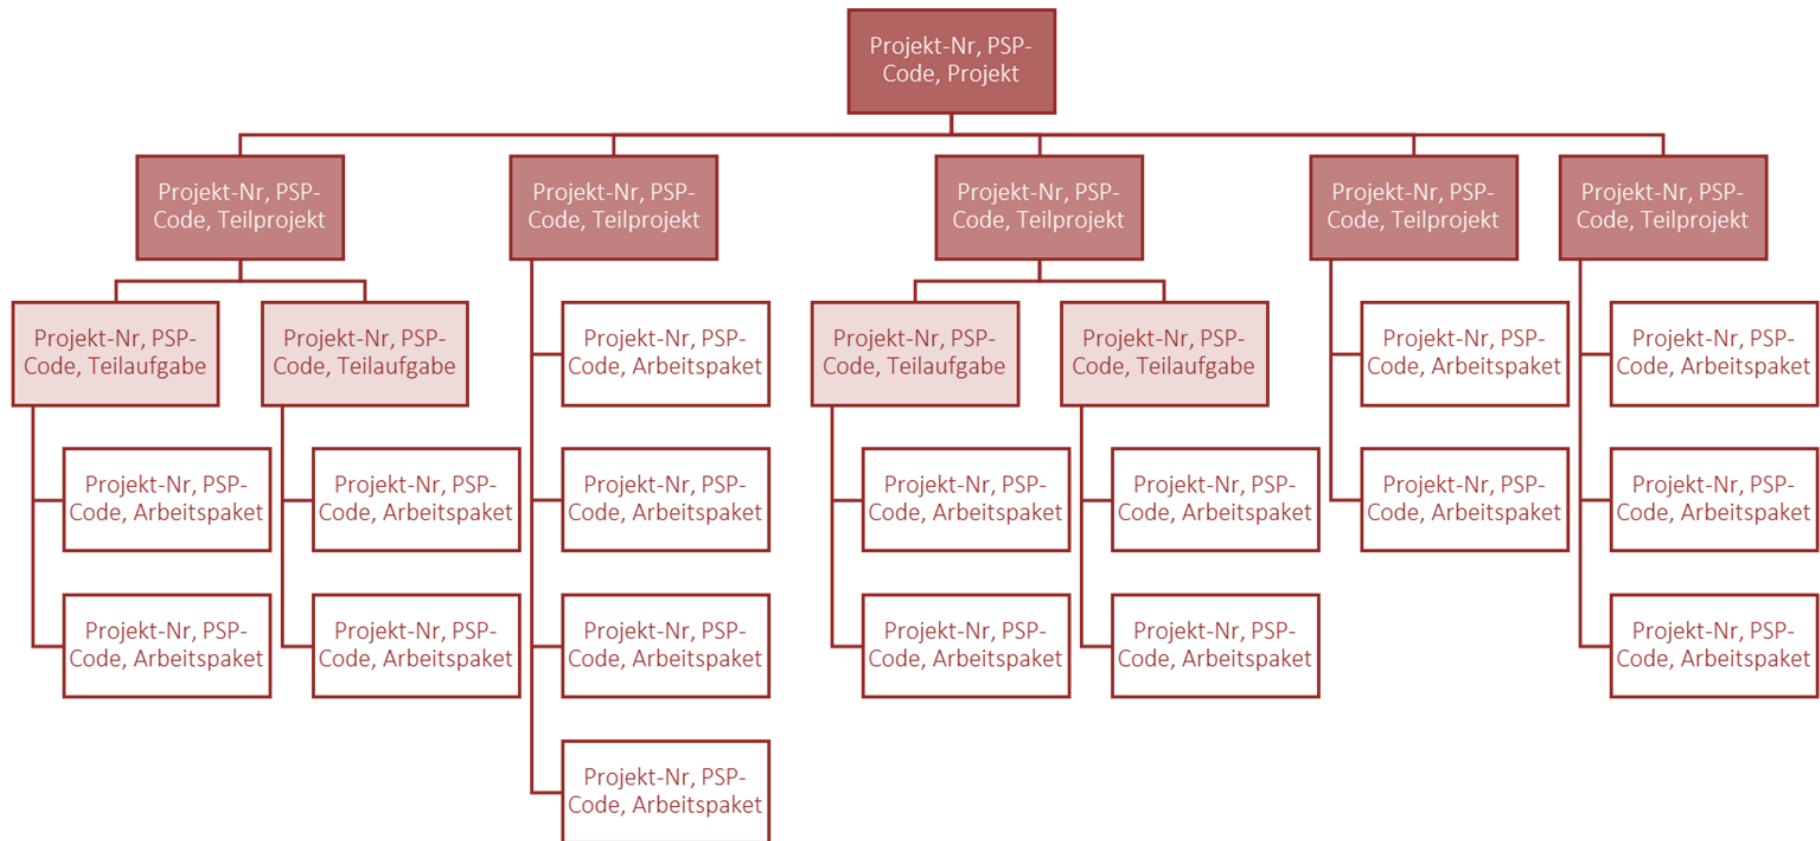 Projekt-Nr, PSP-
Code, Projekt
Projekt-Nr, PSP-
Code, Teilprojekt
Projekt-Nr, PSP-
Code, Teilprojekt
Projekt-Nr, PSP-
Code, Teilprojekt
Projekt-Nr, PSP-
Code, Teilprojekt
Projekt-Nr, PSP-
Code, Teilprojekt
Projekt-Nr, PSP-
Code, Teilaufgabe
Projekt-Nr, PSP-
Code, Teilaufgabe
Projekt-Nr, PSP-
Code, Arbeitspaket
Projekt-Nr, PSP-
Code, Teilaufgabe
Projekt-Nr, PSP-
Code, Teilaufgabe
Projekt-Nr, PSP-
Code, Arbeitspaket
Projekt-Nr, PSP-
Code, Arbeitspaket
Projekt-Nr, PSP-
Code, Arbeitspaket
Projekt-Nr, PSP-
Code, Arbeitspaket
Projekt-Nr, PSP-
Code, Arbeitspaket
Projekt-Nr, PSP-
Code, Arbeitspaket
Projekt-Nr, PSP-
Code, Arbeitspaket
Projekt-Nr, PSP-
Code, Arbeitspaket
Projekt-Nr, PSP-
Code, Arbeitspaket
Projekt-Nr, PSP-
Code, Arbeitspaket
Projekt-Nr, PSP-
Code, Arbeitspaket
Projekt-Nr, PSP-
Code, Arbeitspaket
Projekt-Nr, PSP-
Code, Arbeitspaket
Projekt-Nr, PSP-
Code, Arbeitspaket
Projekt-Nr, PSP-
Code, Arbeitspaket
Projekt-Nr, PSP-
Code, Arbeitspaket